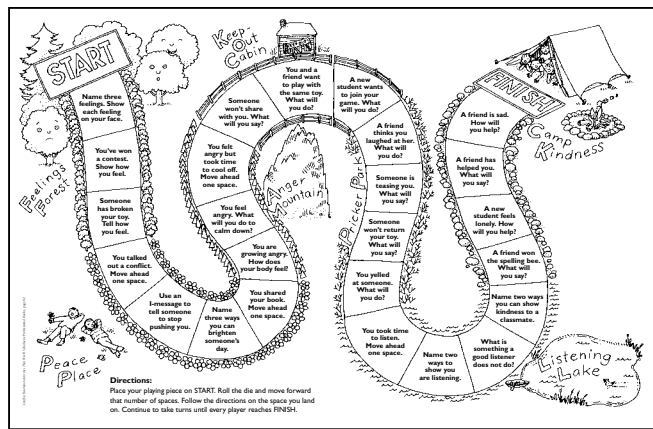 START
Name three
feelings. Show
each feeling
on your face.
You've won
a contest.
Show how
you feel.
Someone
has broken
your toy.
Tell how
you feel.
You talked
out a conflict.
Move ahead
one space.
Use an
I-message to
tell someone
to stop
pushing you.
Name
three ways
you can
brighten
someone's
day.
You shared
your book.
Move ahead
one space.
You are
growing angry.
How does
your body feel?
You feel
angry. What
will you do to
calm down?
You felt
angry but
took time
to cool off.
Move ahead
one space.
Someone
won't share
with you. What
will you say?
You and a
friend want
to play with
the same toy.
What will
you do?
A new
student wants
to join your
game. What
will you do?
A friend
thinks you
laughed at her.
What will
you do?
Someone is
teasing you.
What will
you say?
Someone
won't return
your toy.
What will
you say?
You yelled
at someone.
What will
you do?
You took time
to listen.
Move ahead
one space.
Name two
ways to
show you
are listening.
What is
something a
good listener
does not do?
Name two ways
you can show
kindness to a
classmate.
A friend won
the spelling bee.
What will
you say?
A new
student feels
lonely. How
will you help?
A friend has
helped you.
What will
you say?
A friend is sad.
How will
you help?
FINISH!
Feelings
Forest
Peace
Place
Keep-
Out
Cabin
Anger
Mountain
Pricker Park
Listening
Lake
Camp
Kindness
Directions:
Place your playing piece on START. Roll the die and move forward
that number of spaces. Follow the directions on the space you land
on. Continue to take turns until every player reaches FINISH.